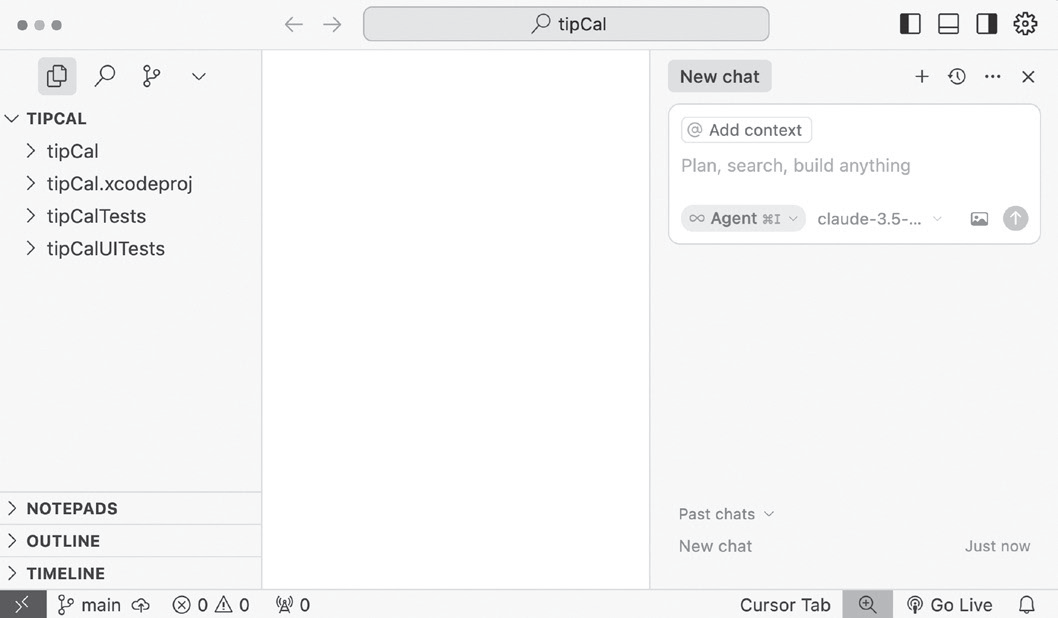 tipCal
TIPCAL
tipCal
tipCal.xcodeproj
tipCalTests
tipCalUITests
NOTEPADS
OUTLINE
TIMELINE
New chat
@ Add context
Plan, search, build anything
∞ Agent ⌘I claude-3.5-...
Past chats
New chat Just now
main 0 0 0 Cursor Tab Go Live